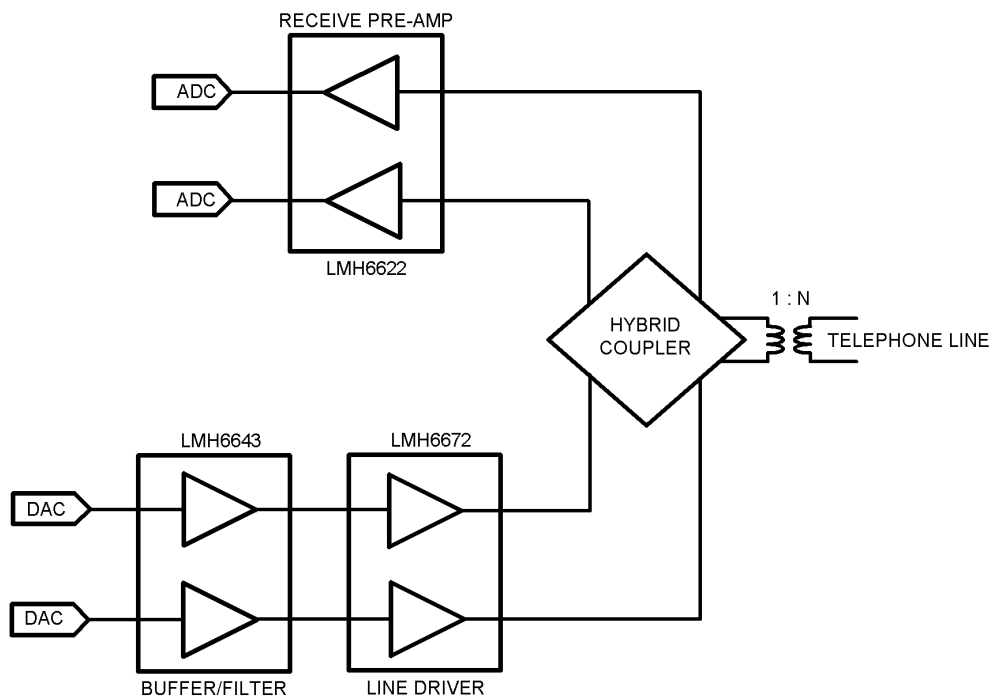 RECEIVE PRE-AMP
ADC
ADC
LMH6622
1 : N
HYBRID
COUPLER
TELEPHONE LINE
LMH6643
LMH6672
DAC
DAC
BUFFER/FILTER
LINE DRIVER